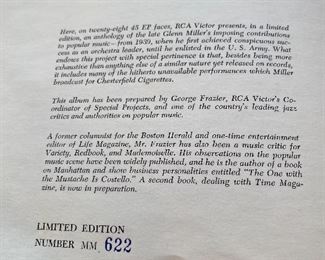 Here, on twenty-eight 45 EP faces, RCA Victor presents, in a limited
edition, an anthology of the late Glenn Miller's imposing contributions
to popular music—from 1939, when he first achieved conspicuous suc-
cess as an orchestra leader, until he enlisted in the U. S. Army. What
endows this project with special pertinence is that, besides being more
exhaustive than anything else of a similar nature yet released on records,
it includes many of the hitherto unavailable performances which Miller
broadcast for Chesterfield Cigarettes.
This album has been prepared by George Frazier, RCA Victor's Co-
ordinator of Special Projects, and one of the country's leading jazz
critics and authorities on popular music.
A former columnist for the Boston Herald and one-time entertainment
editor of Life Magazine, Mr. Frazier has also been a music critic for
Variety, Redbook, and Mademoiselle. His observations on the popular
music scene have been widely published, and he is the author of a book
on Manhattan and show business personalities entitled "The One with
the Mustache Is Costello." A second book, dealing with Time Maga-
zine, is now in preparation.
LIMITED EDITION
NUMBER MM 622